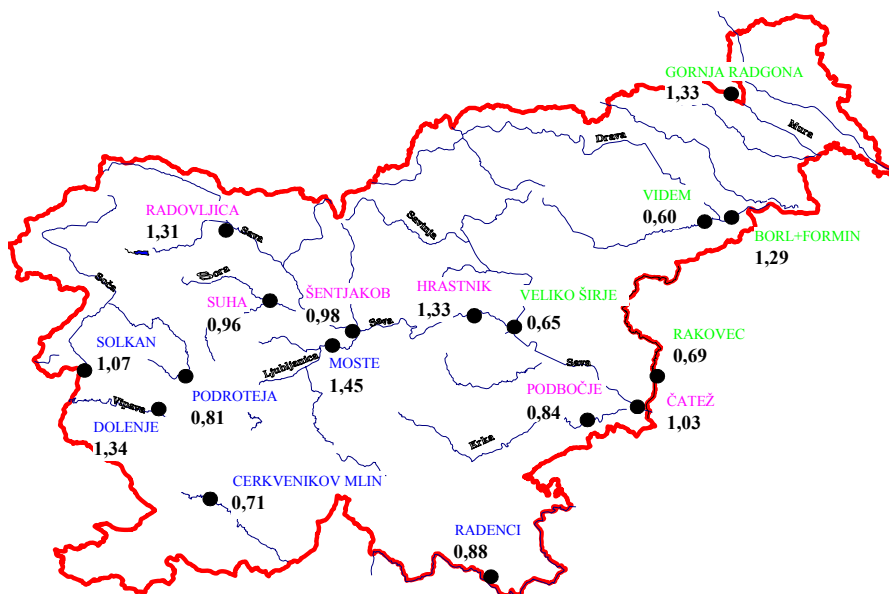 GORNJA RADGONA
1,33
Mura
Drava
VIDEM
0,60
BORL+FORMIN
1,29
RADOVLJICA
1,31
Sava
Savinja
Sora
Soča
SUHA
0,96
ŠENTJAKOB
0,98
Sava
HRASTNIK
1,33
VELIKO ŠIRJE
0,65
RAKOVEC
0,69
SOLKAN
1,07
Ljubljanica
MOSTE
1,45
Sava
PODROTEJA
0,81
PODBOČJE
0,84
ČATEŽ
1,03
Vipava
DOLENJE
1,34
Krka
CERKVENIKOV MLIN
0,71
RADENCI
0,88